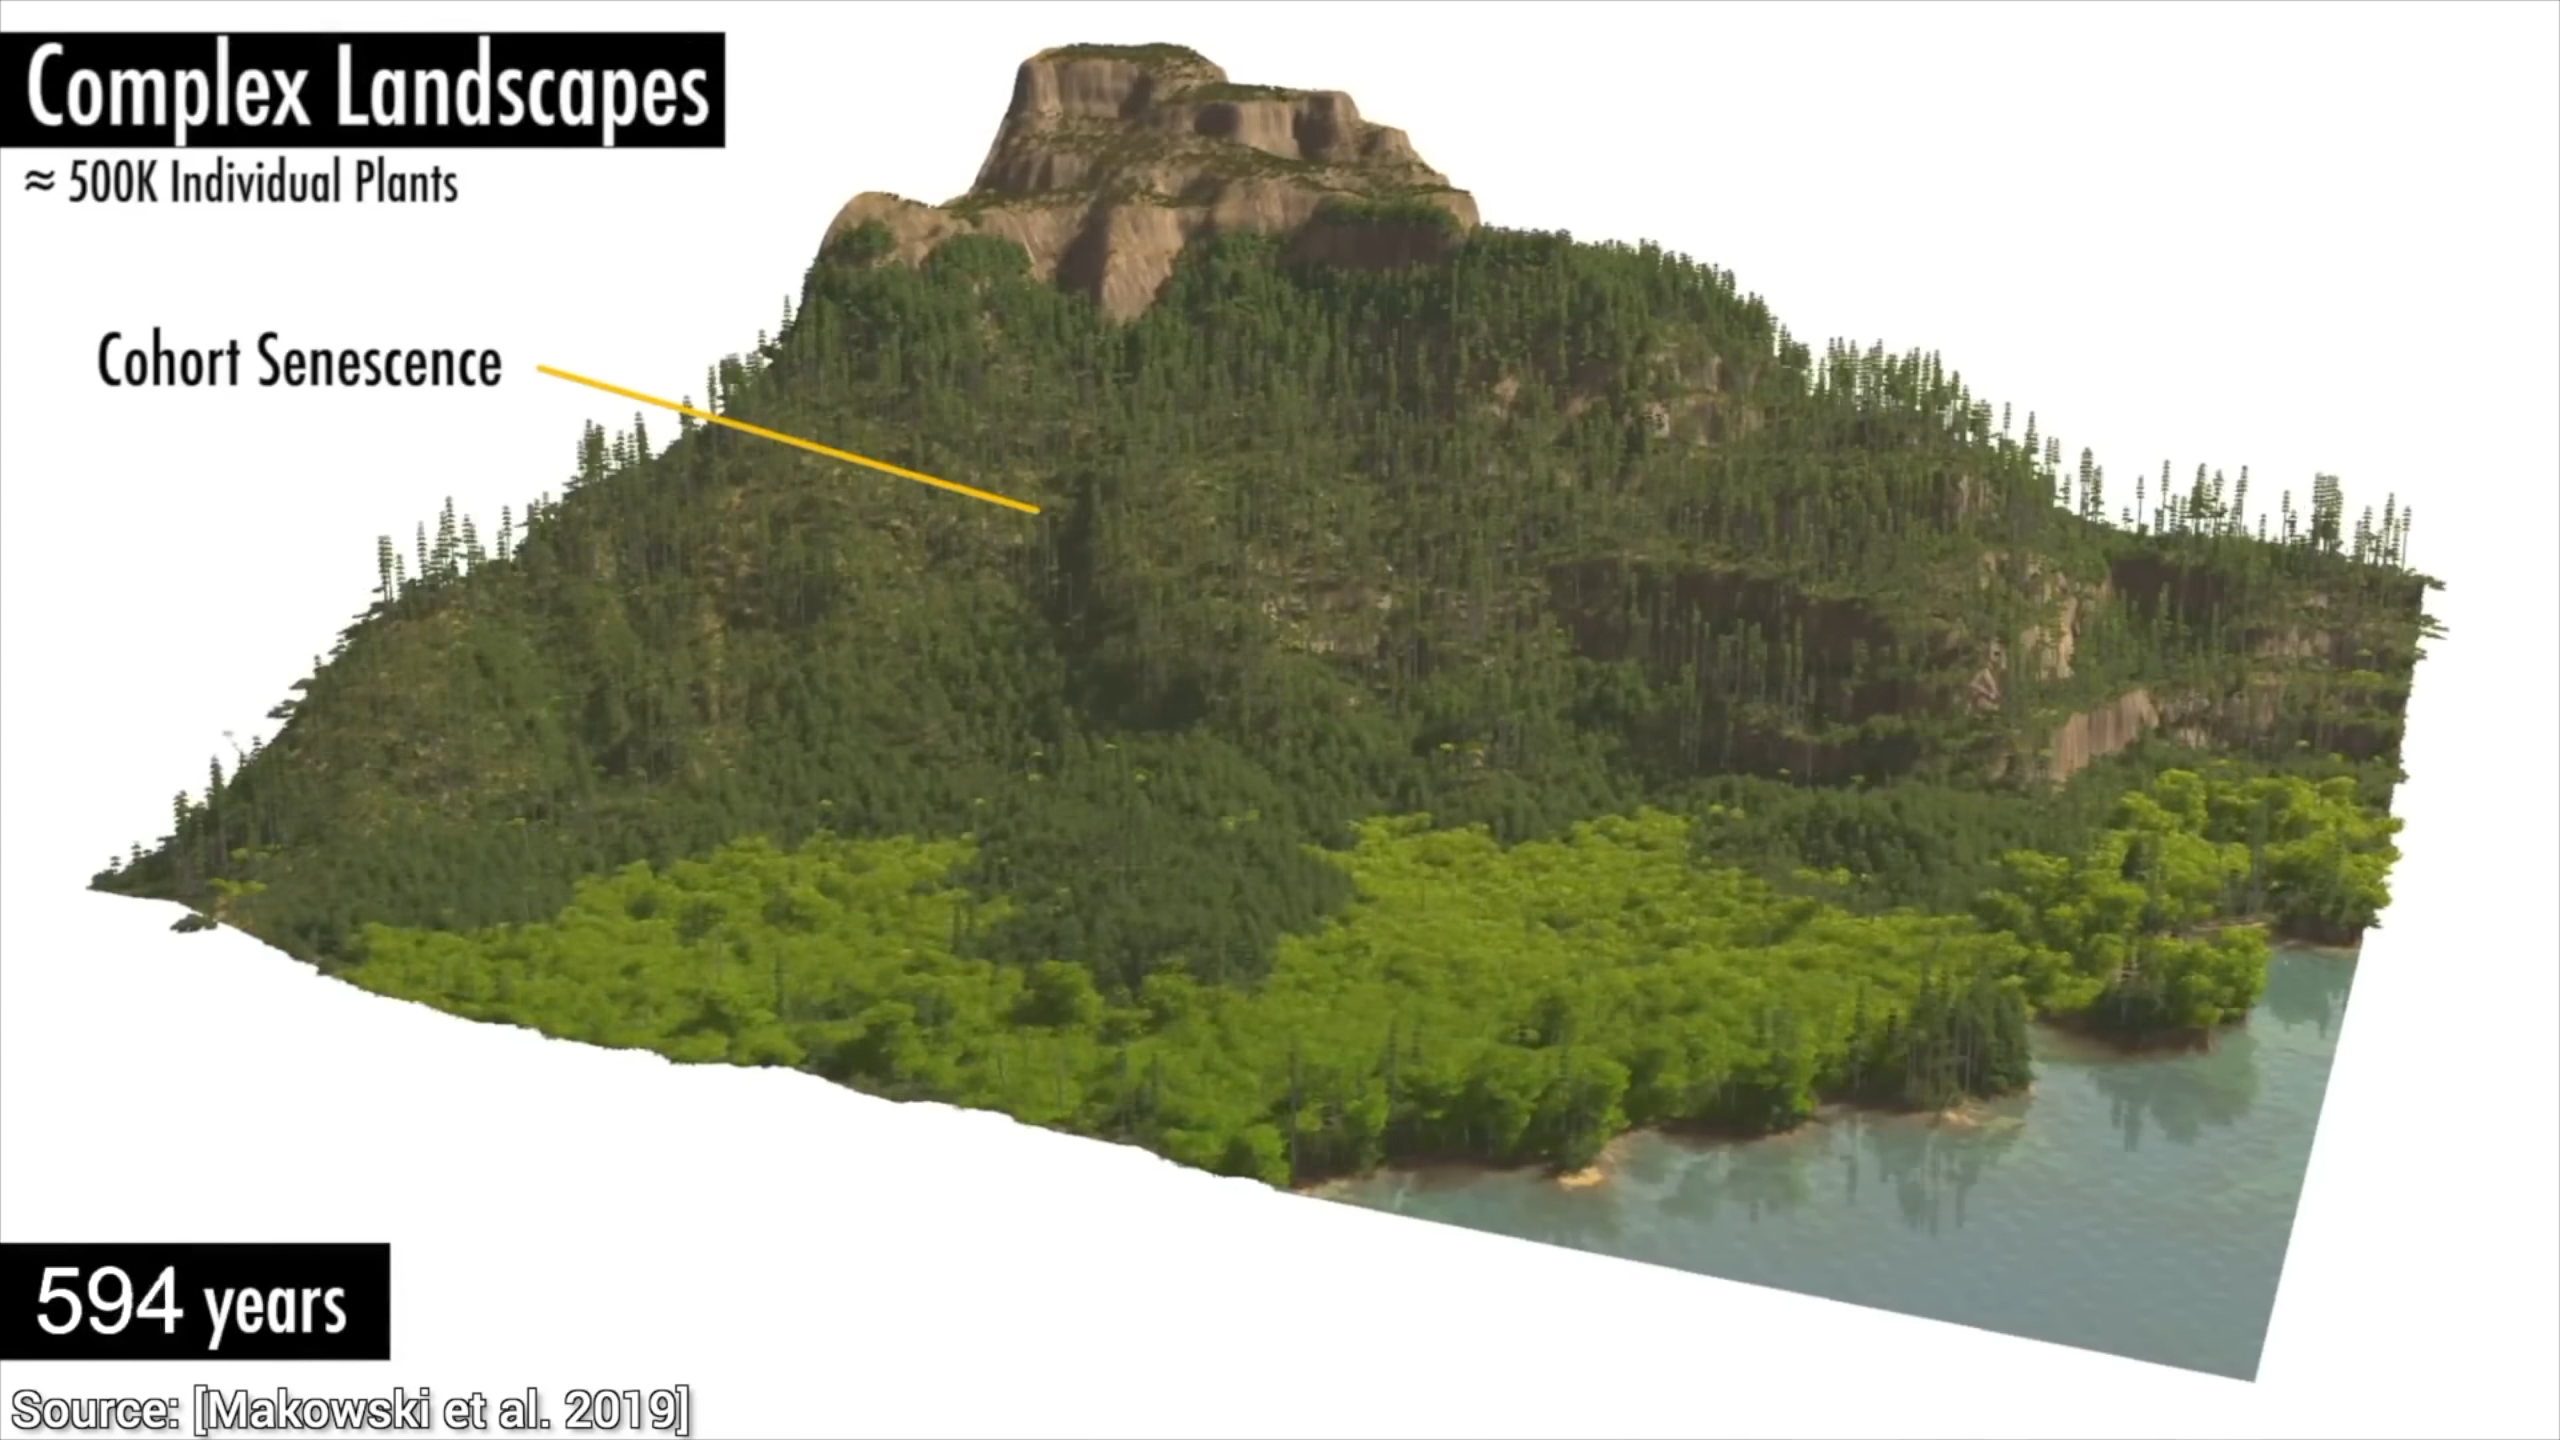 Complex Landscapes
≈ 500K Individual Plants
Cohort Senescence
594 years
Source: [Makowski et al. 2019]